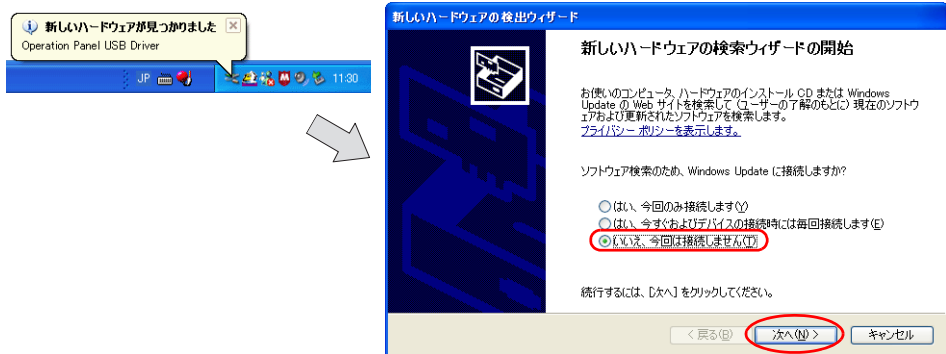 新しいハードウェアが見つかりました
Operation Panel USB Driver
JP
11:30
新しいハードウェアの検出ウィザード
新しいハードウェアの検索ウィザードの開始
お使いのコンピュータ、ハードウェアのインストール CD または Windows
Update の Web サイトを検索して (ユーザーの了解のもとに) 現在のソフトウ
ェアおよび更新されたソフトウェアを検索します。
プライバシー ポリシーを表示します。
ソフトウェア検索のため、Windows Update に接続しますか?
はい、今回のみ接続します(Y)
はい、今すぐおよびデバイスの接続時には毎回接続します(E)
いいえ、今回は接続しません(T)
続行するには、[次へ] をクリックしてください。
< 戻る(B)
次へ(N) >
キャンセル